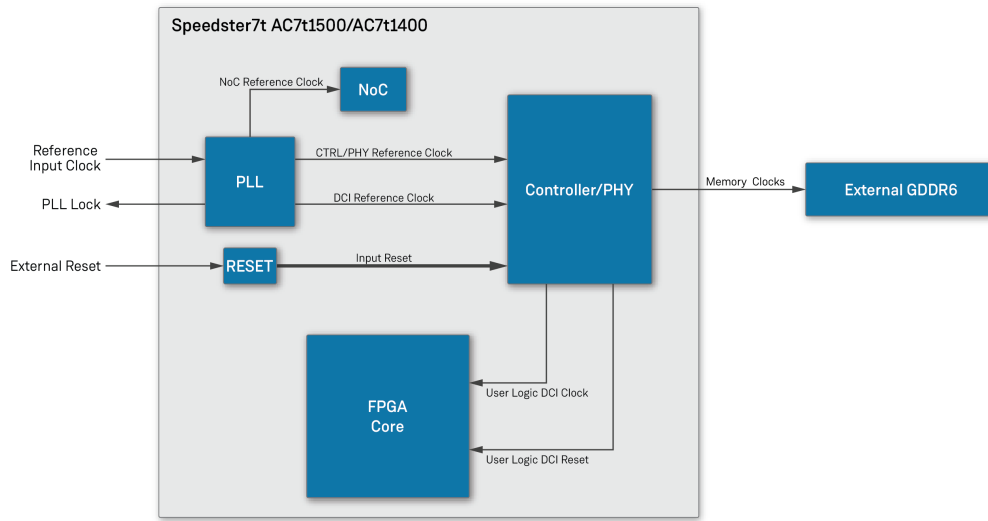 Speedster7t AC7t1500/AC7t1400
NoC Reference Clock
NoC
Reference
Input Clock
PLL
CTRL/PHY Reference Clock
Controller/PHY
Memory Clocks
External GDDR6
PLL Lock
DCI Reference Clock
External Reset
RESET
Input Reset
FPGA
Core
User Logic DCI Clock
User Logic DCI Reset